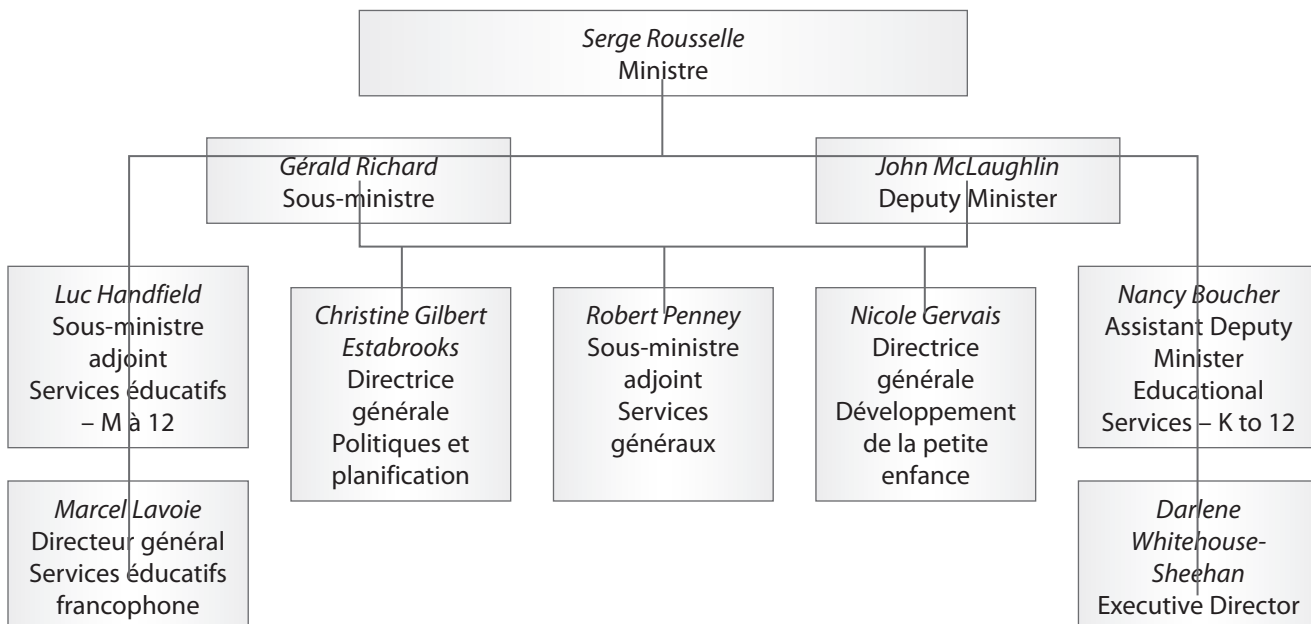 Serge Rousselle
Ministre
Gérald Richard
Sous-ministre
John McLaughlin
Deputy Minister
Luc Handfield
Sous-ministre
adjoint
Services éducatifs
– M à 12
Christine Gilbert
Estabrooks
Directrice
générale
Politiques et
planification
Robert Penney
Sous-ministre
adjoint
Services
généraux
Nicole Gervais
Directrice
générale
Développement
de la petite
enfance
Nancy Boucher
Assistant Deputy
Minister
Educational
Services – K to 12
Marcel Lavoie
Directeur général
Services éducatifs
francophone
Darlene
Whitehouse-
Sheehan
Executive Director